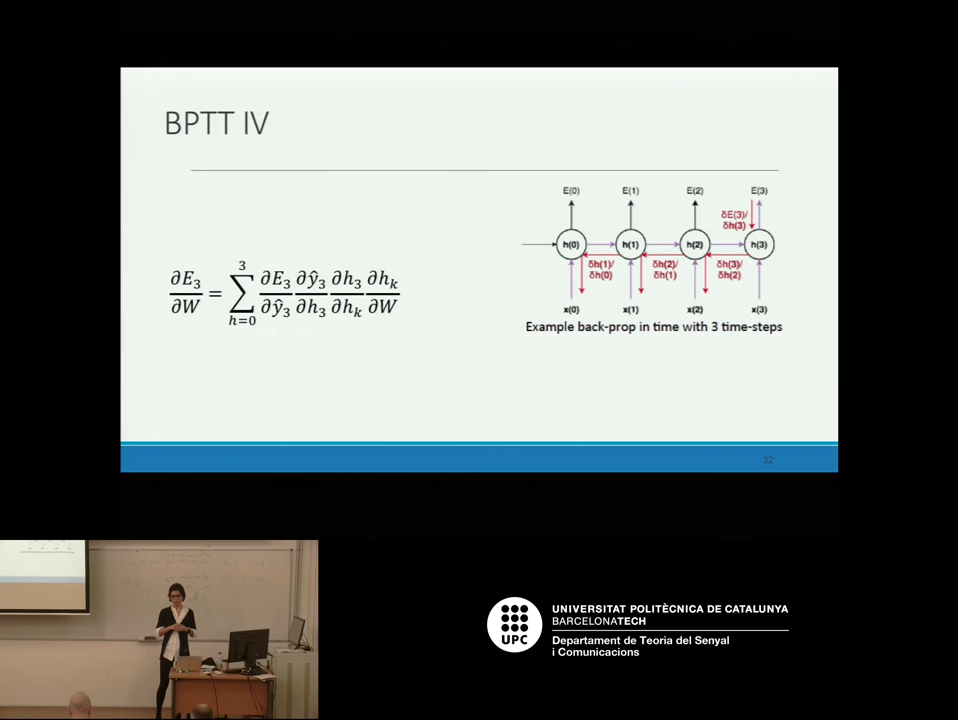 BPTT IV
E(0) E(1) E(2) E(3)
δE(3)/
δh(3)
h(0) h(1) h(2) h(3)
δh(1)/ δh(2)/ δh(3)/
δh(0) δh(1) δh(2)
x(0) x(1) x(2) x(3)
Example back-prop in time with 3 time-steps
∂E₃/∂W = ∑_{h=0}^{3} ∂E₃/∂ŷ₃ ∂ŷ₃/∂h₃ ∂h₃/∂h_k ∂h_k/∂W
32
UPC
UNIVERSITAT POLITÈCNICA DE CATALUNYA
BARCELONATECH
Departament de Teoria del Senyal
i Comunicacions